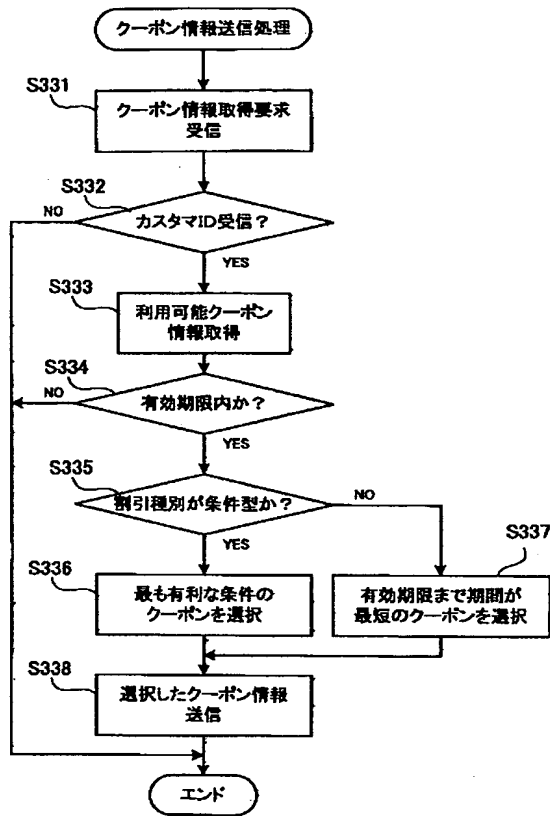 クーポン情報送信処理
S331
クーポン情報取得要求
受信
S332
NO
カスタマID受信?
YES
S333
利用可能クーポン
情報取得
S334
NO
有効期限内か?
YES
S335
割引種別が条件型か?
NO
YES
S336
最も有利な条件の
クーポンを選択
S337
有効期限まで期間が
最短のクーポンを選択
S338
選択したクーポン情報
送信
エンド